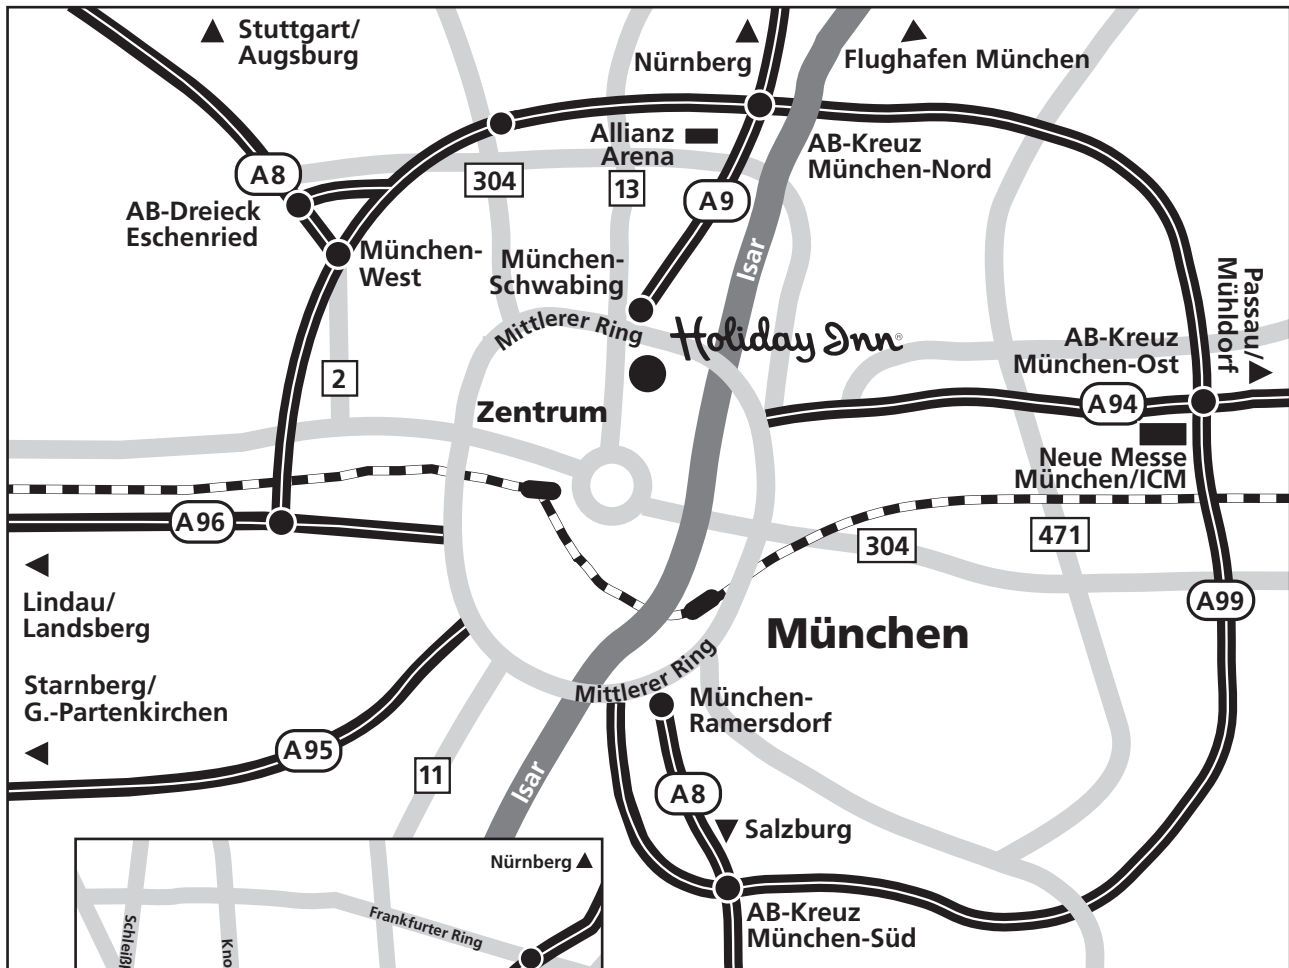 Stuttgart/
Augsburg
Nürnberg
Flughafen München
Allianz
Arena
AB-Kreuz
München-Nord
A8
304
13
A9
AB-Dreieck
Eschenried
München-
West
München-
Schwabing
Isar
Mittlerer Ring
Holiday Inn®
Passau/
Mühldorf
AB-Kreuz
München-Ost
2
A94
Zentrum
Neue Messe
München/ICM
A96
304
471
Lindau/
Landsberg
A99
München
Mittlerer Ring
Starnberg/
G.-Partenkirchen
München-
Ramersdorf
A95
11
Isar
A8
Salzburg
Nürnberg
AB-Kreuz
München-Süd
Frankfurter Ring